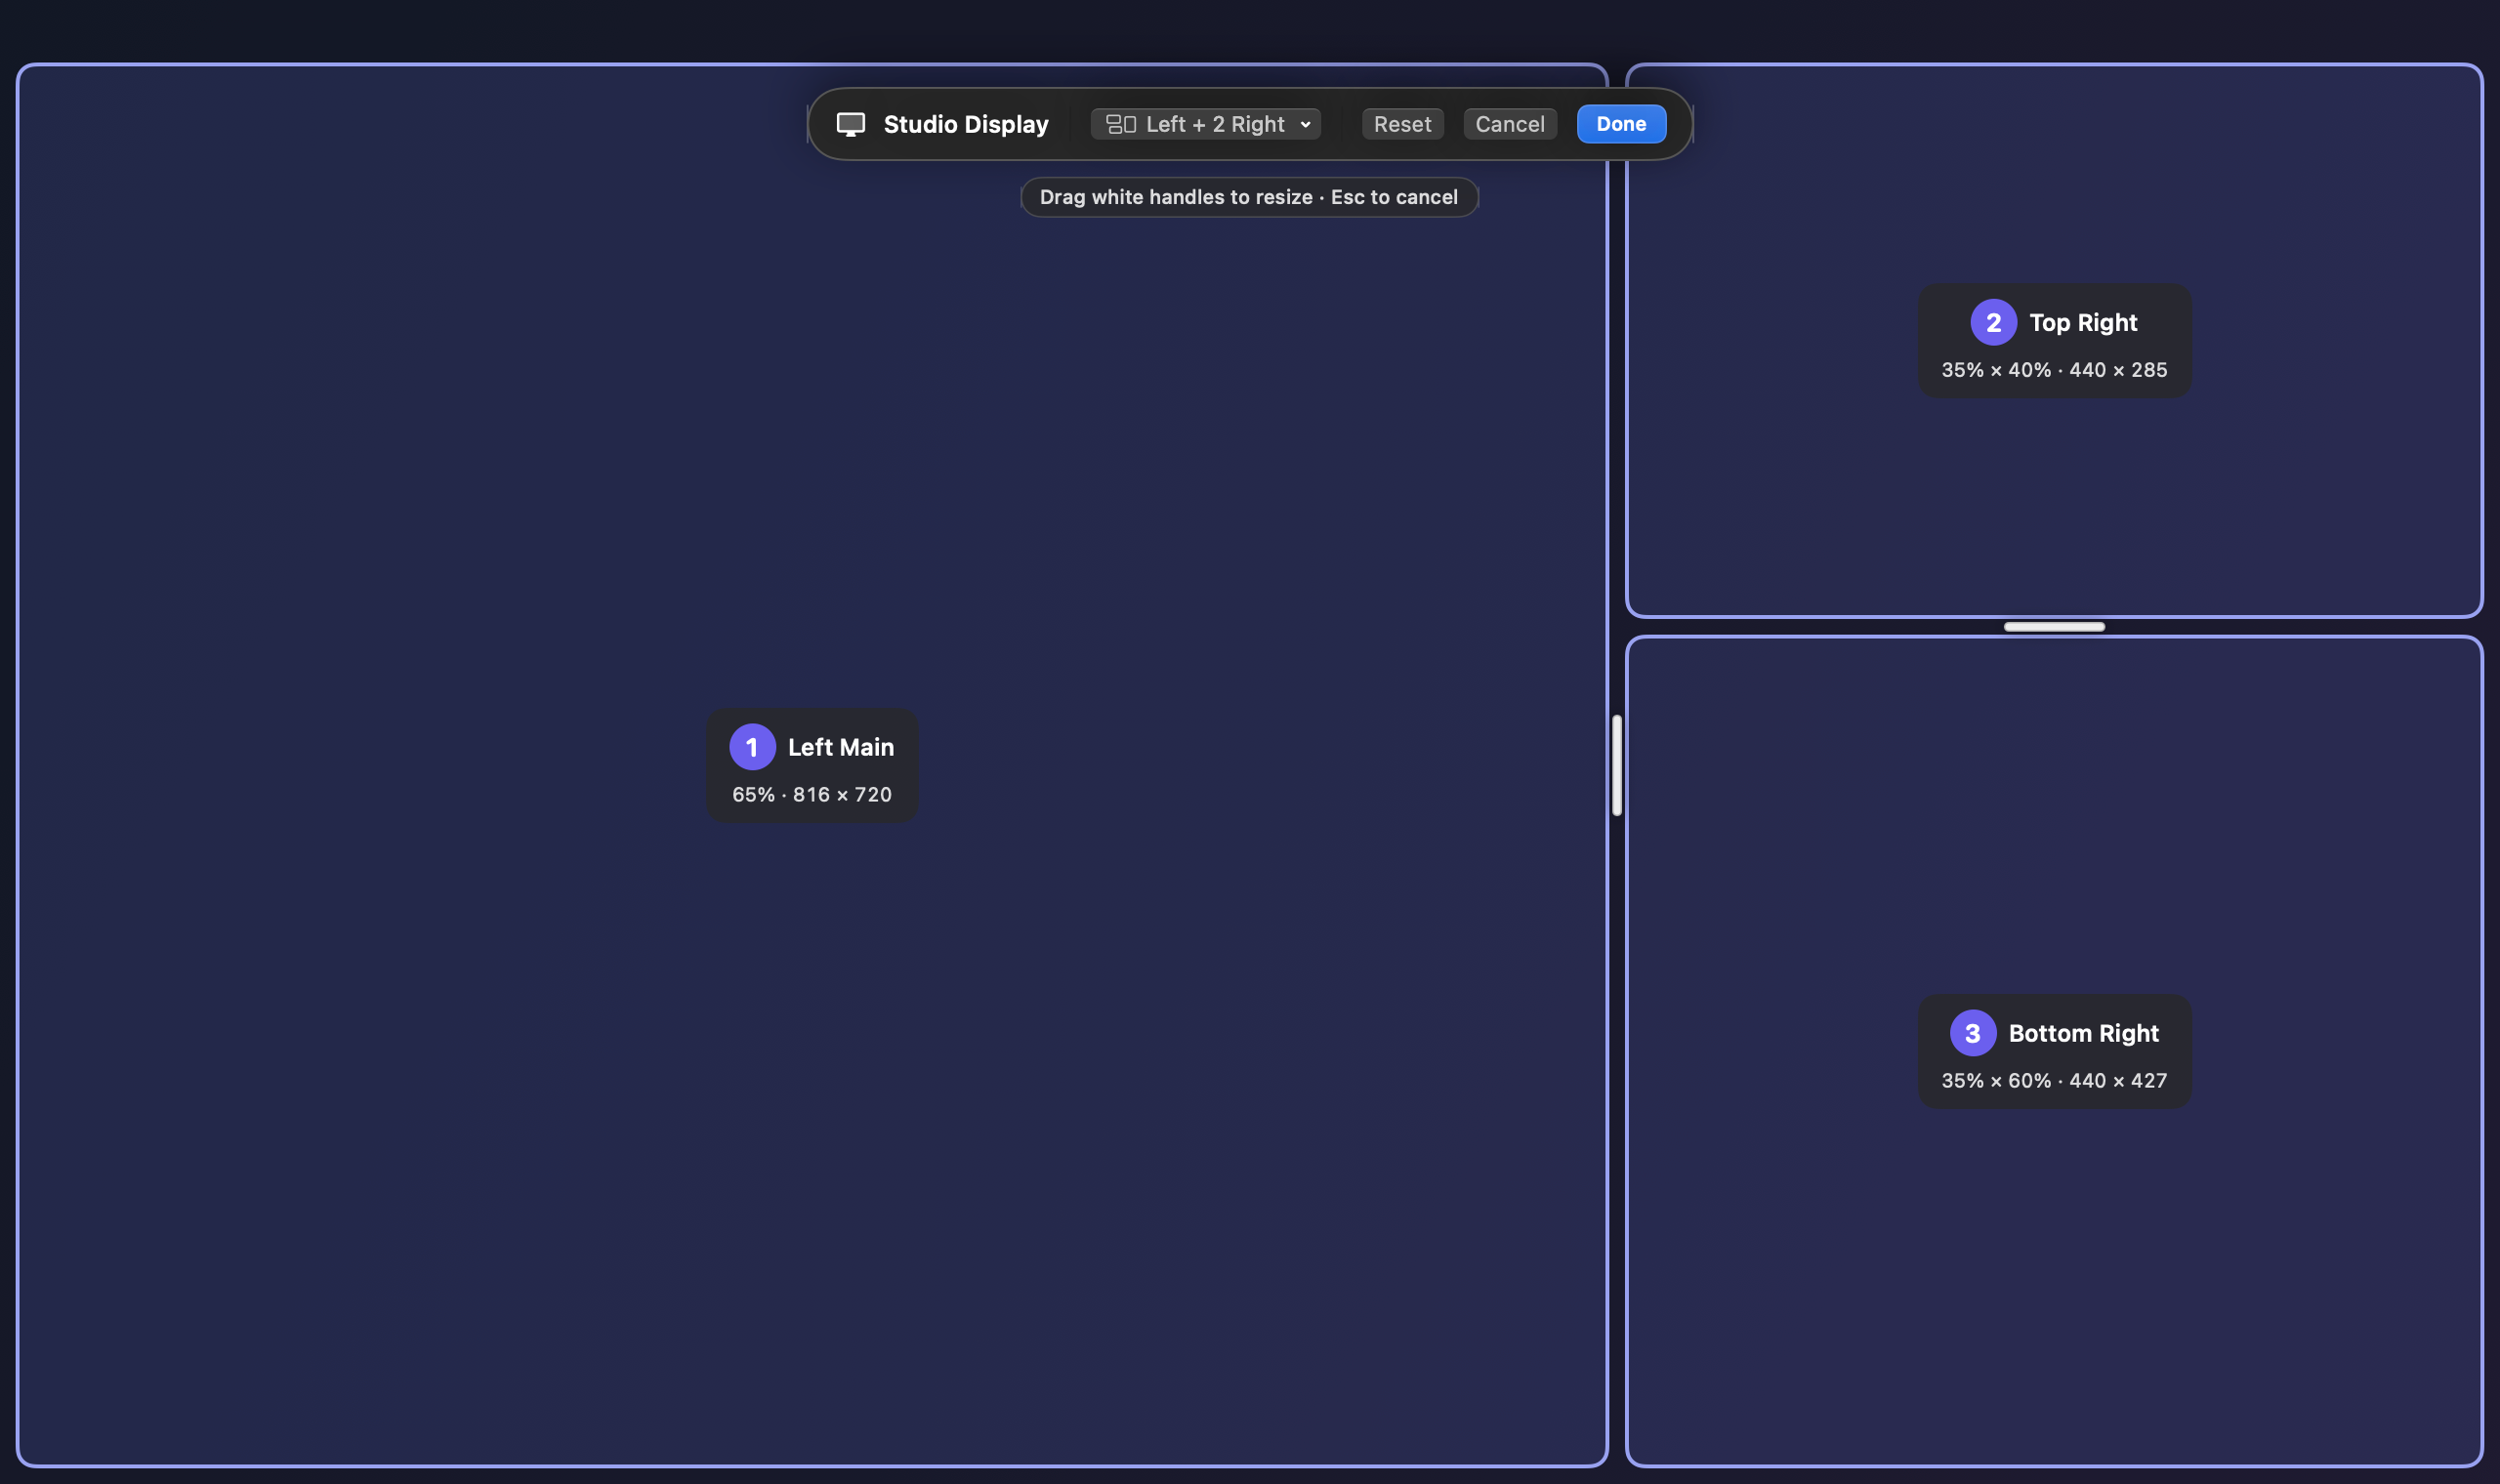 Studio Display
Left + 2 Right
Reset
Cancel
Done
Drag white handles to resize · Esc to cancel
1 Left Main
65% · 816 × 720
2 Top Right
35% × 40% · 440 × 285
3 Bottom Right
35% × 60% · 440 × 427